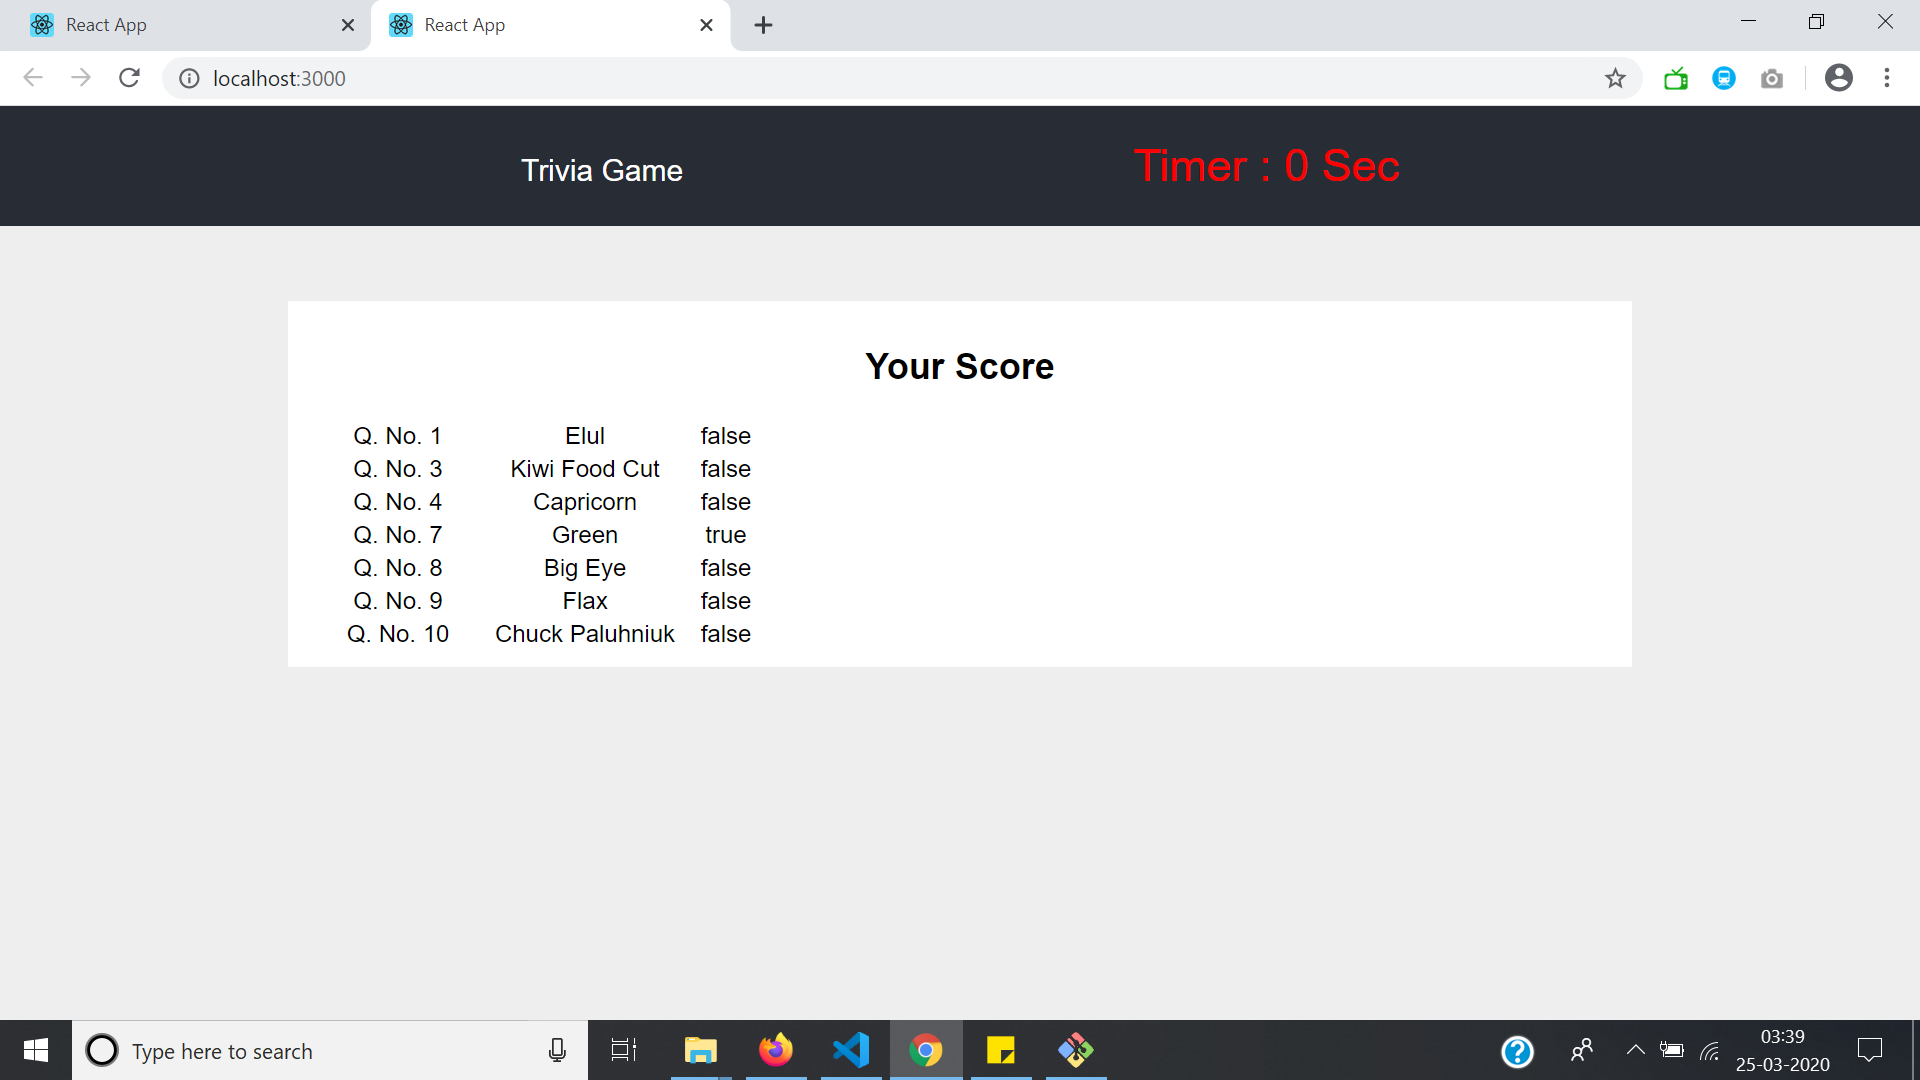 React App
React App
localhost:3000
Trivia Game
Timer : 0 Sec
Your Score
Q. No. 1 Elul false
Q. No. 3 Kiwi Food Cut false
Q. No. 4 Capricorn false
Q. No. 7 Green true
Q. No. 8 Big Eye false
Q. No. 9 Flax false
Q. No. 10 Chuck Paluhniuk false
Type here to search
03:39
25-03-2020